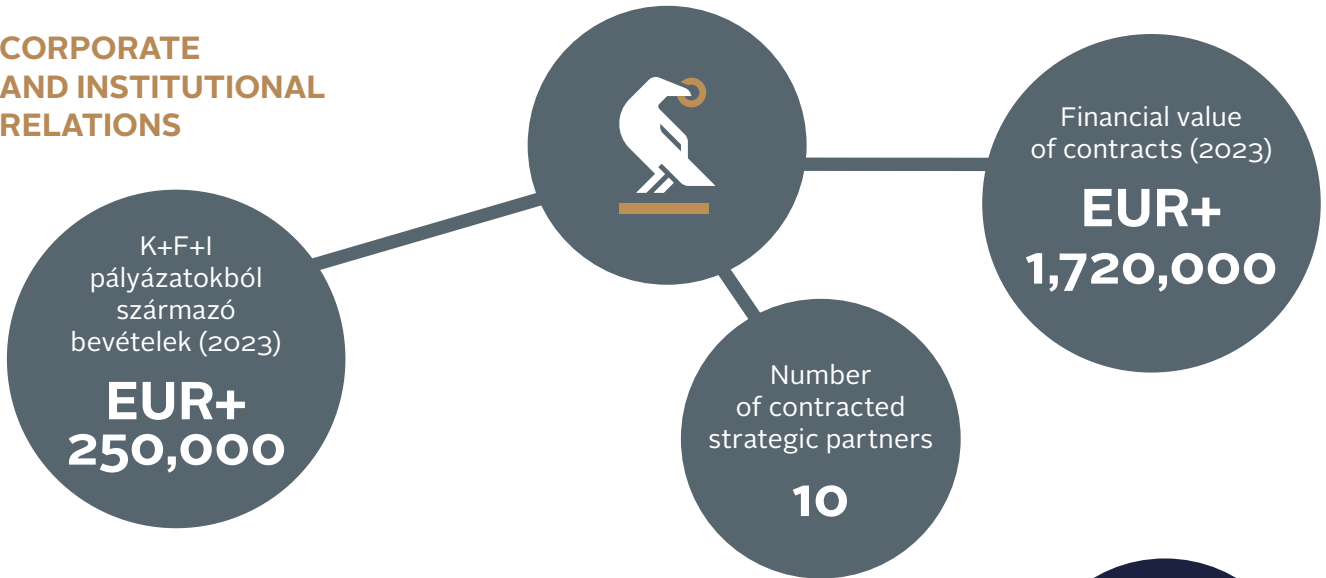 CORPORATE
AND INSTITUTIONAL
RELATIONS
K+F+I
pályázatokból
származó
bevételek (2023)
EUR+
250,000
Number
of contracted
strategic partners
10
Financial value
of contracts (2023)
EUR+
1,720,000